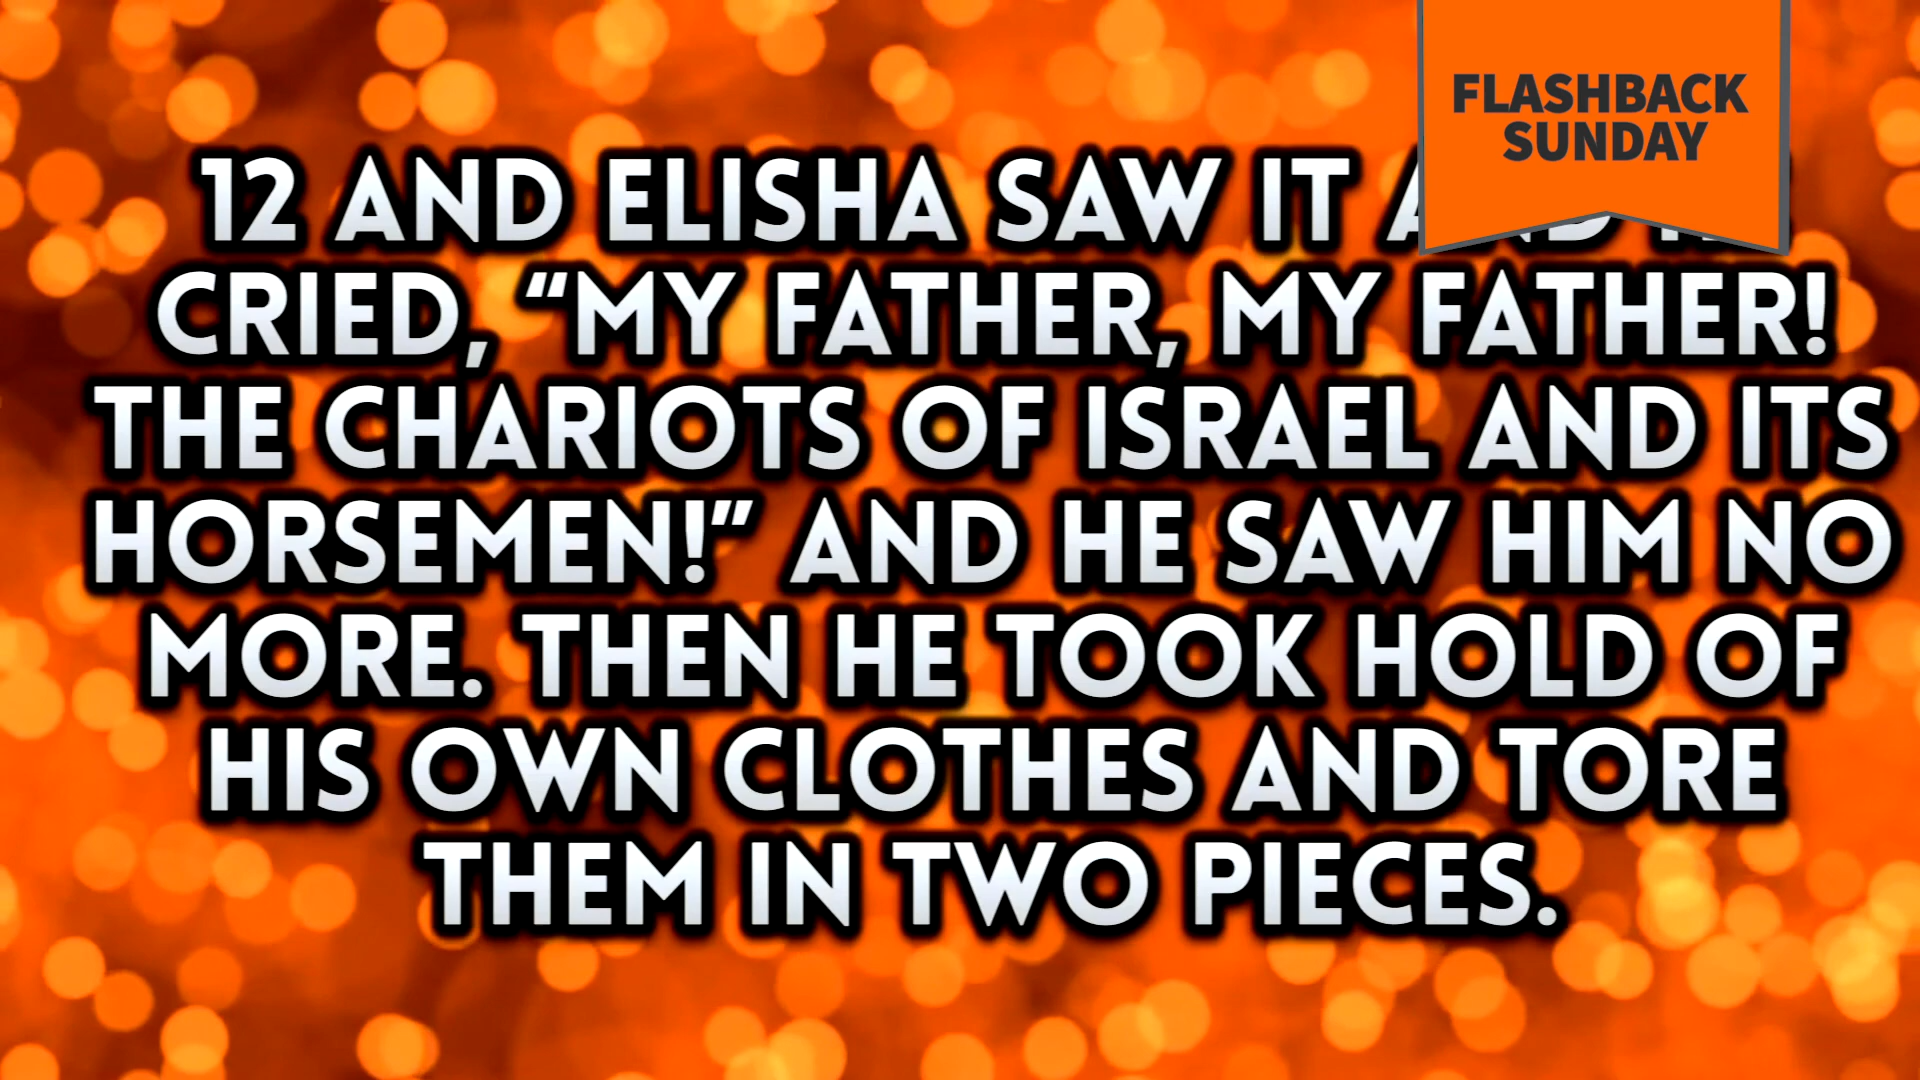 FLASHBACK
SUNDAY
12 AND ELISHA SAW IT
CRIED, “MY FATHER, MY FATHER!
THE CHARIOTS OF ISRAEL AND ITS
HORSEMEN!” AND HE SAW HIM NO
MORE. THEN HE TOOK HOLD OF
HIS OWN CLOTHES AND TORE
THEM IN TWO PIECES.